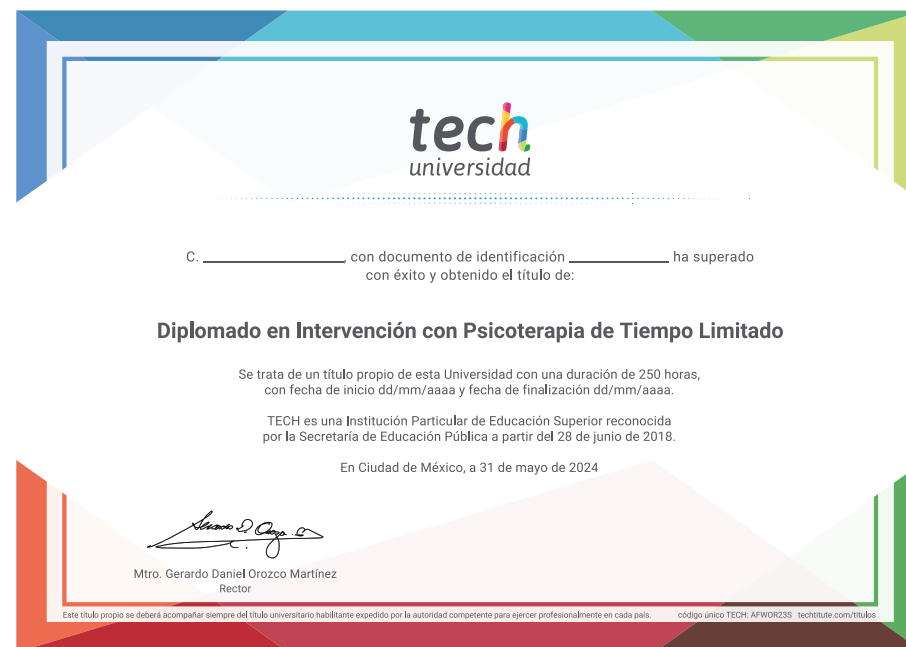 tech
universidad
C. ____________, con documento de identificación ____________ ha superado
con éxito y obtenido el título de:
Diplomado en Intervención con Psicoterapia de Tiempo Limitado
Se trata de un título propio de esta Universidad con una duración de 250 horas,
con fecha de inicio dd/mm/aaaa y fecha de finalización dd/mm/aaaa.
TECH es una Institución Particular de Educación Superior reconocida
por la Secretaría de Educación Pública a partir del 28 de junio de 2018.
En Ciudad de México, a 31 de mayo de 2024
Mtro. Gerardo Daniel Orozco Martínez
Rector
Este título propio se deberá acompañar siempre del título universitario habilitante expedido por la autoridad competente para ejercer profesionalmente en cada país. código único TECH: AFWOR23S techtitute.com/titulos